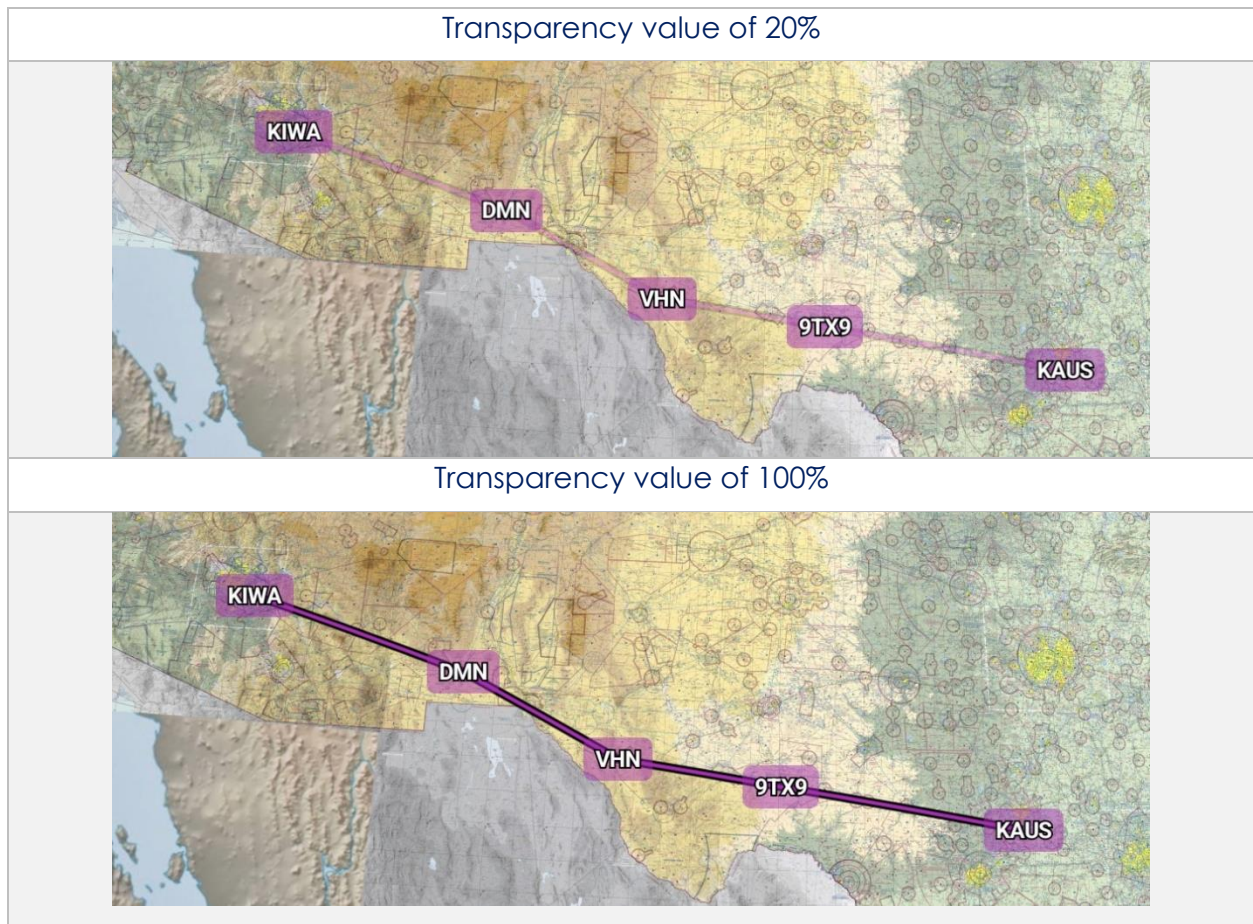 Transparency value of 20%
KIWA
DMN
VHN
9TX9
KAUS
Transparency value of 100%
KIWA
DMN
VHN
9TX9
KAUS